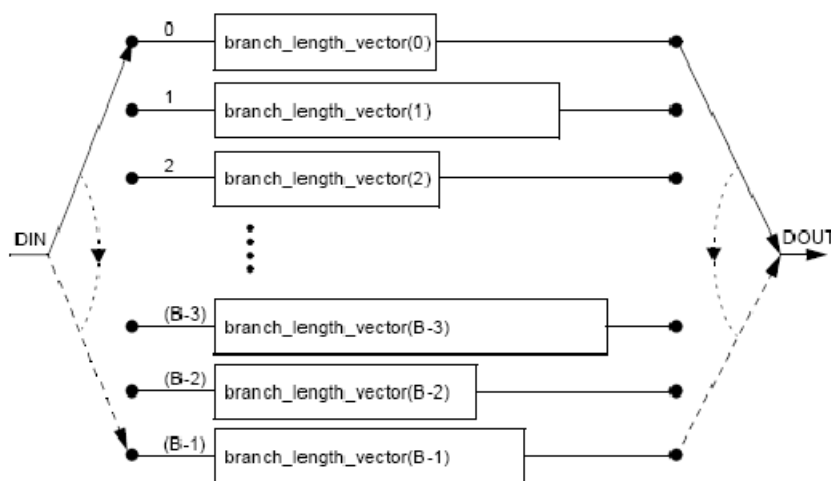 0
branch_length_vector(0)
1
branch_length_vector(1)
2
branch_length_vector(2)
DIN
DOUT
(B-3)
branch_length_vector(B-3)
(B-2)
branch_length_vector(B-2)
(B-1)
branch_length_vector(B-1)